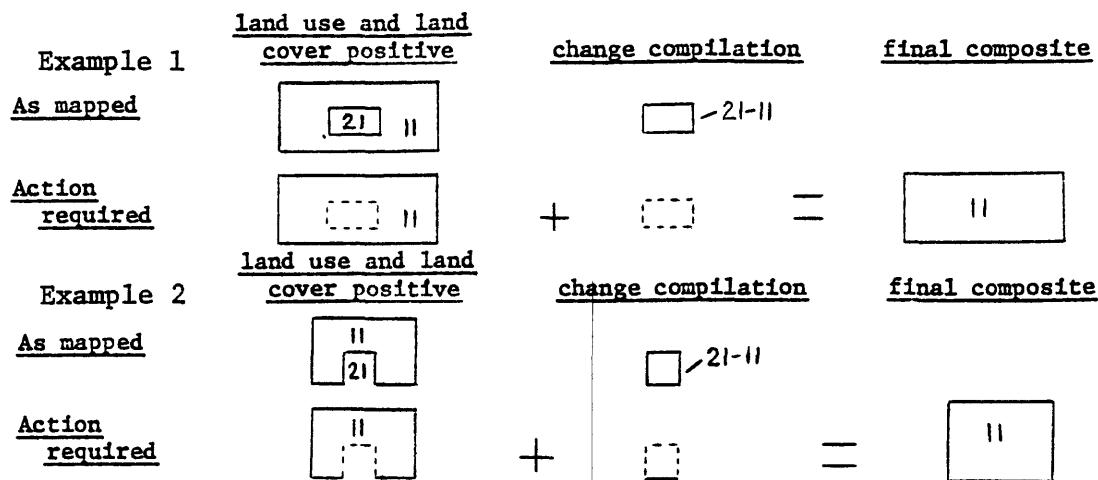 land use and land
Example 1 cover positive change compilation final composite
As mapped
21 11 21-11
Action
required 11 + = 11
land use and land
Example 2 cover positive change compilation final composite
As mapped
11
21 21-11
Action
required 11 + = 11